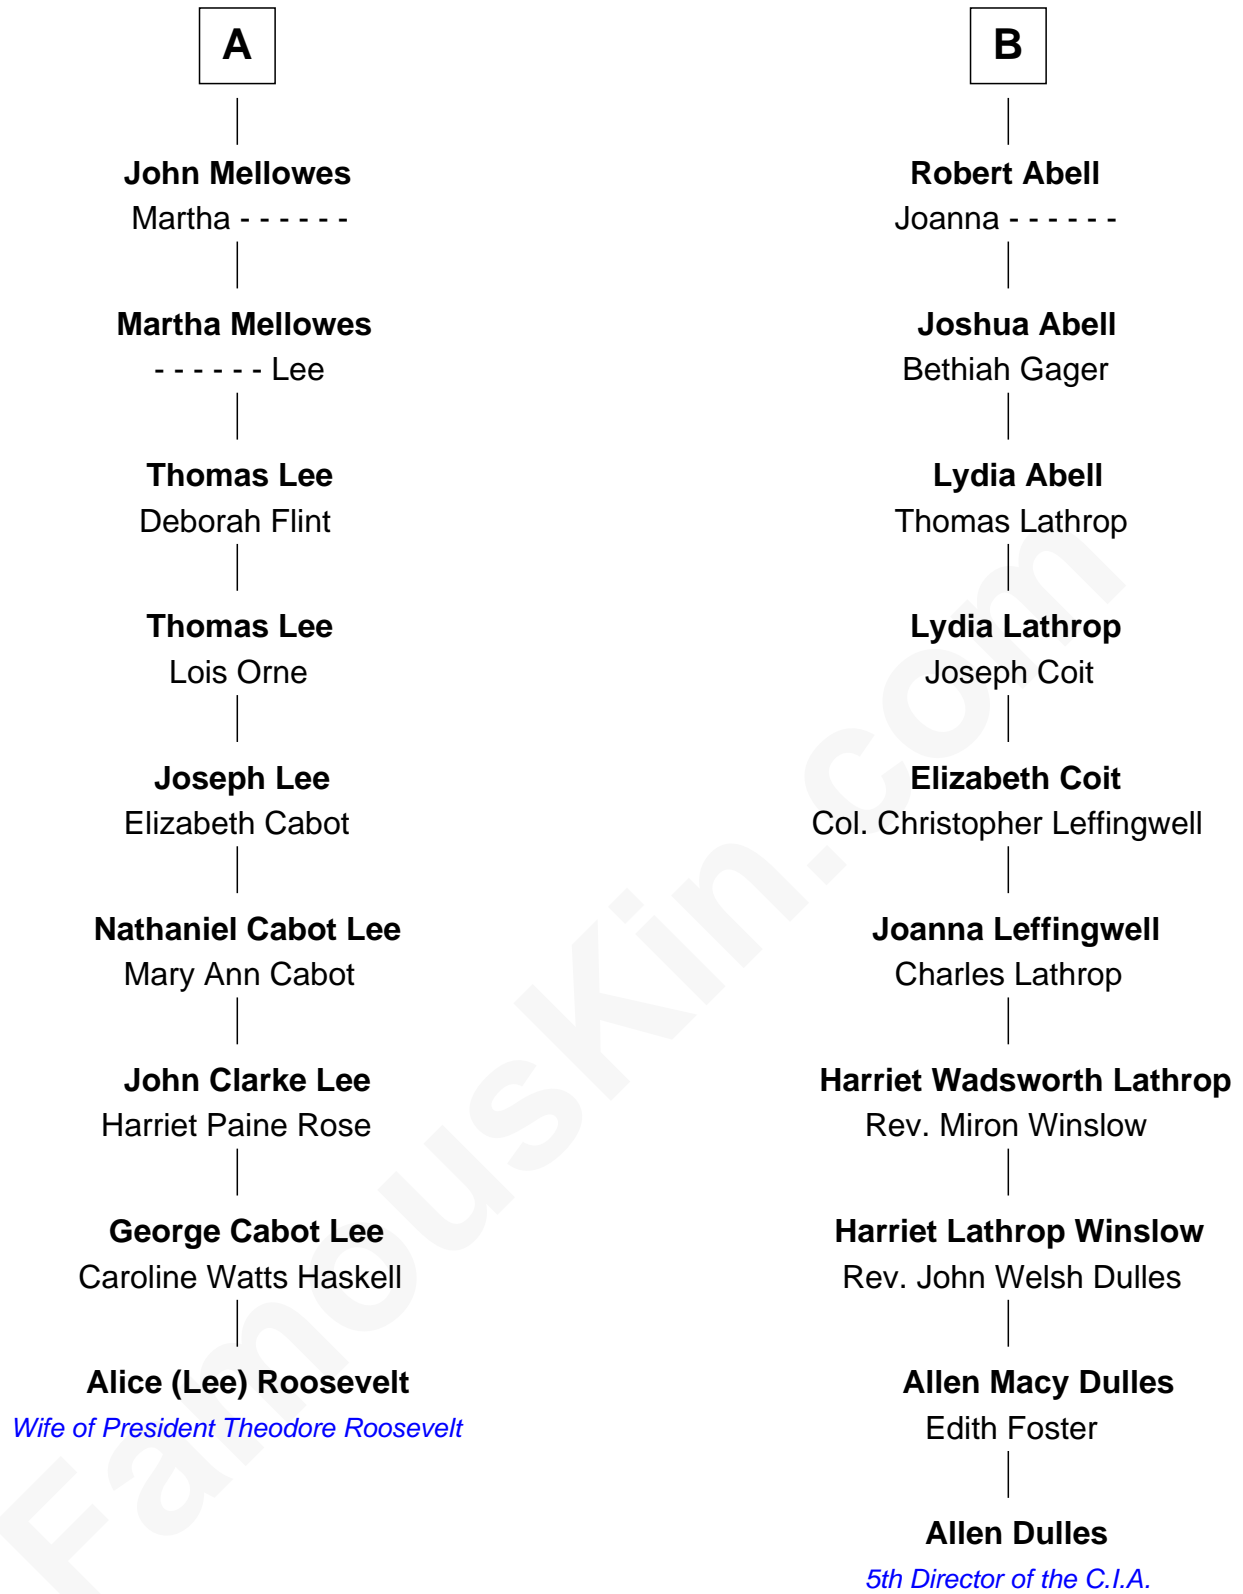 A
John Mellowes
Martha - - - - - -
Martha Mellowes
- - - - - - Lee
Thomas Lee
Deborah Flint
Thomas Lee
Lois Orne
Joseph Lee
Elizabeth Cabot
Nathaniel Cabot Lee
Mary Ann Cabot
John Clarke Lee
Harriet Paine Rose
George Cabot Lee
Caroline Watts Haskell
Alice (Lee) Roosevelt
Wife of President Theodore Roosevelt
B
Robert Abell
Joanna - - - - - -
Joshua Abell
Bethiah Gager
Lydia Abell
Thomas Lathrop
Lydia Lathrop
Joseph Coit
Elizabeth Coit
Col. Christopher Leffingwell
Joanna Leffingwell
Charles Lathrop
Harriet Wadsworth Lathrop
Rev. Miron Winslow
Harriet Lathrop Winslow
Rev. John Welsh Dulles
Allen Macy Dulles
Edith Foster
Allen Dulles
5th Director of the C.I.A.
FamousKin.com